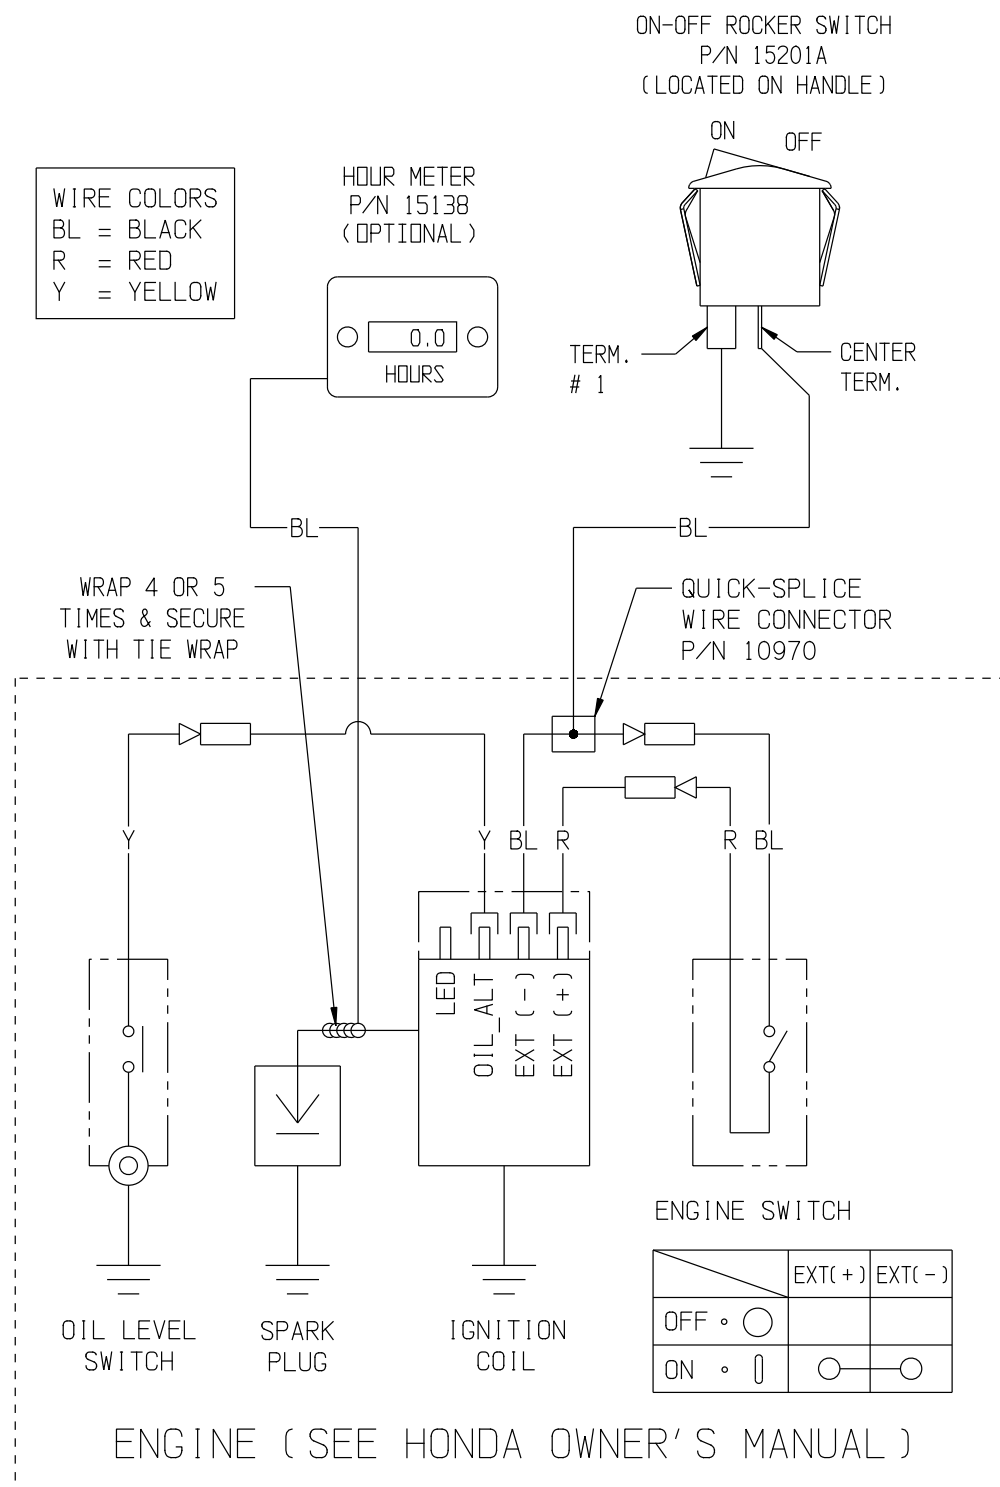 ON-OFF ROCKER SWITCH
P/N 15201A
(LOCATED ON HANDLE)
ON
OFF
WIRE COLORS
BL = BLACK
R = RED
Y = YELLOW
HOUR METER
P/N 15138
(OPTIONAL)
0.0
HOURS
TERM.
# 1
CENTER
TERM.
BL
BL
WRAP 4 OR 5
TIMES & SECURE
WITH TIE WRAP
QUICK-SPLICE
WIRE CONNECTOR
P/N 10970
Y
Y
BL
R
R
BL
LED
OIL_ALT
EXT (-)
EXT (+)
ENGINE SWITCH
EXT(+)
EXT(-)
OFF
ON
OIL LEVEL
SWITCH
SPARK
PLUG
IGNITION
COIL
ENGINE (SEE HONDA OWNER'S MANUAL)